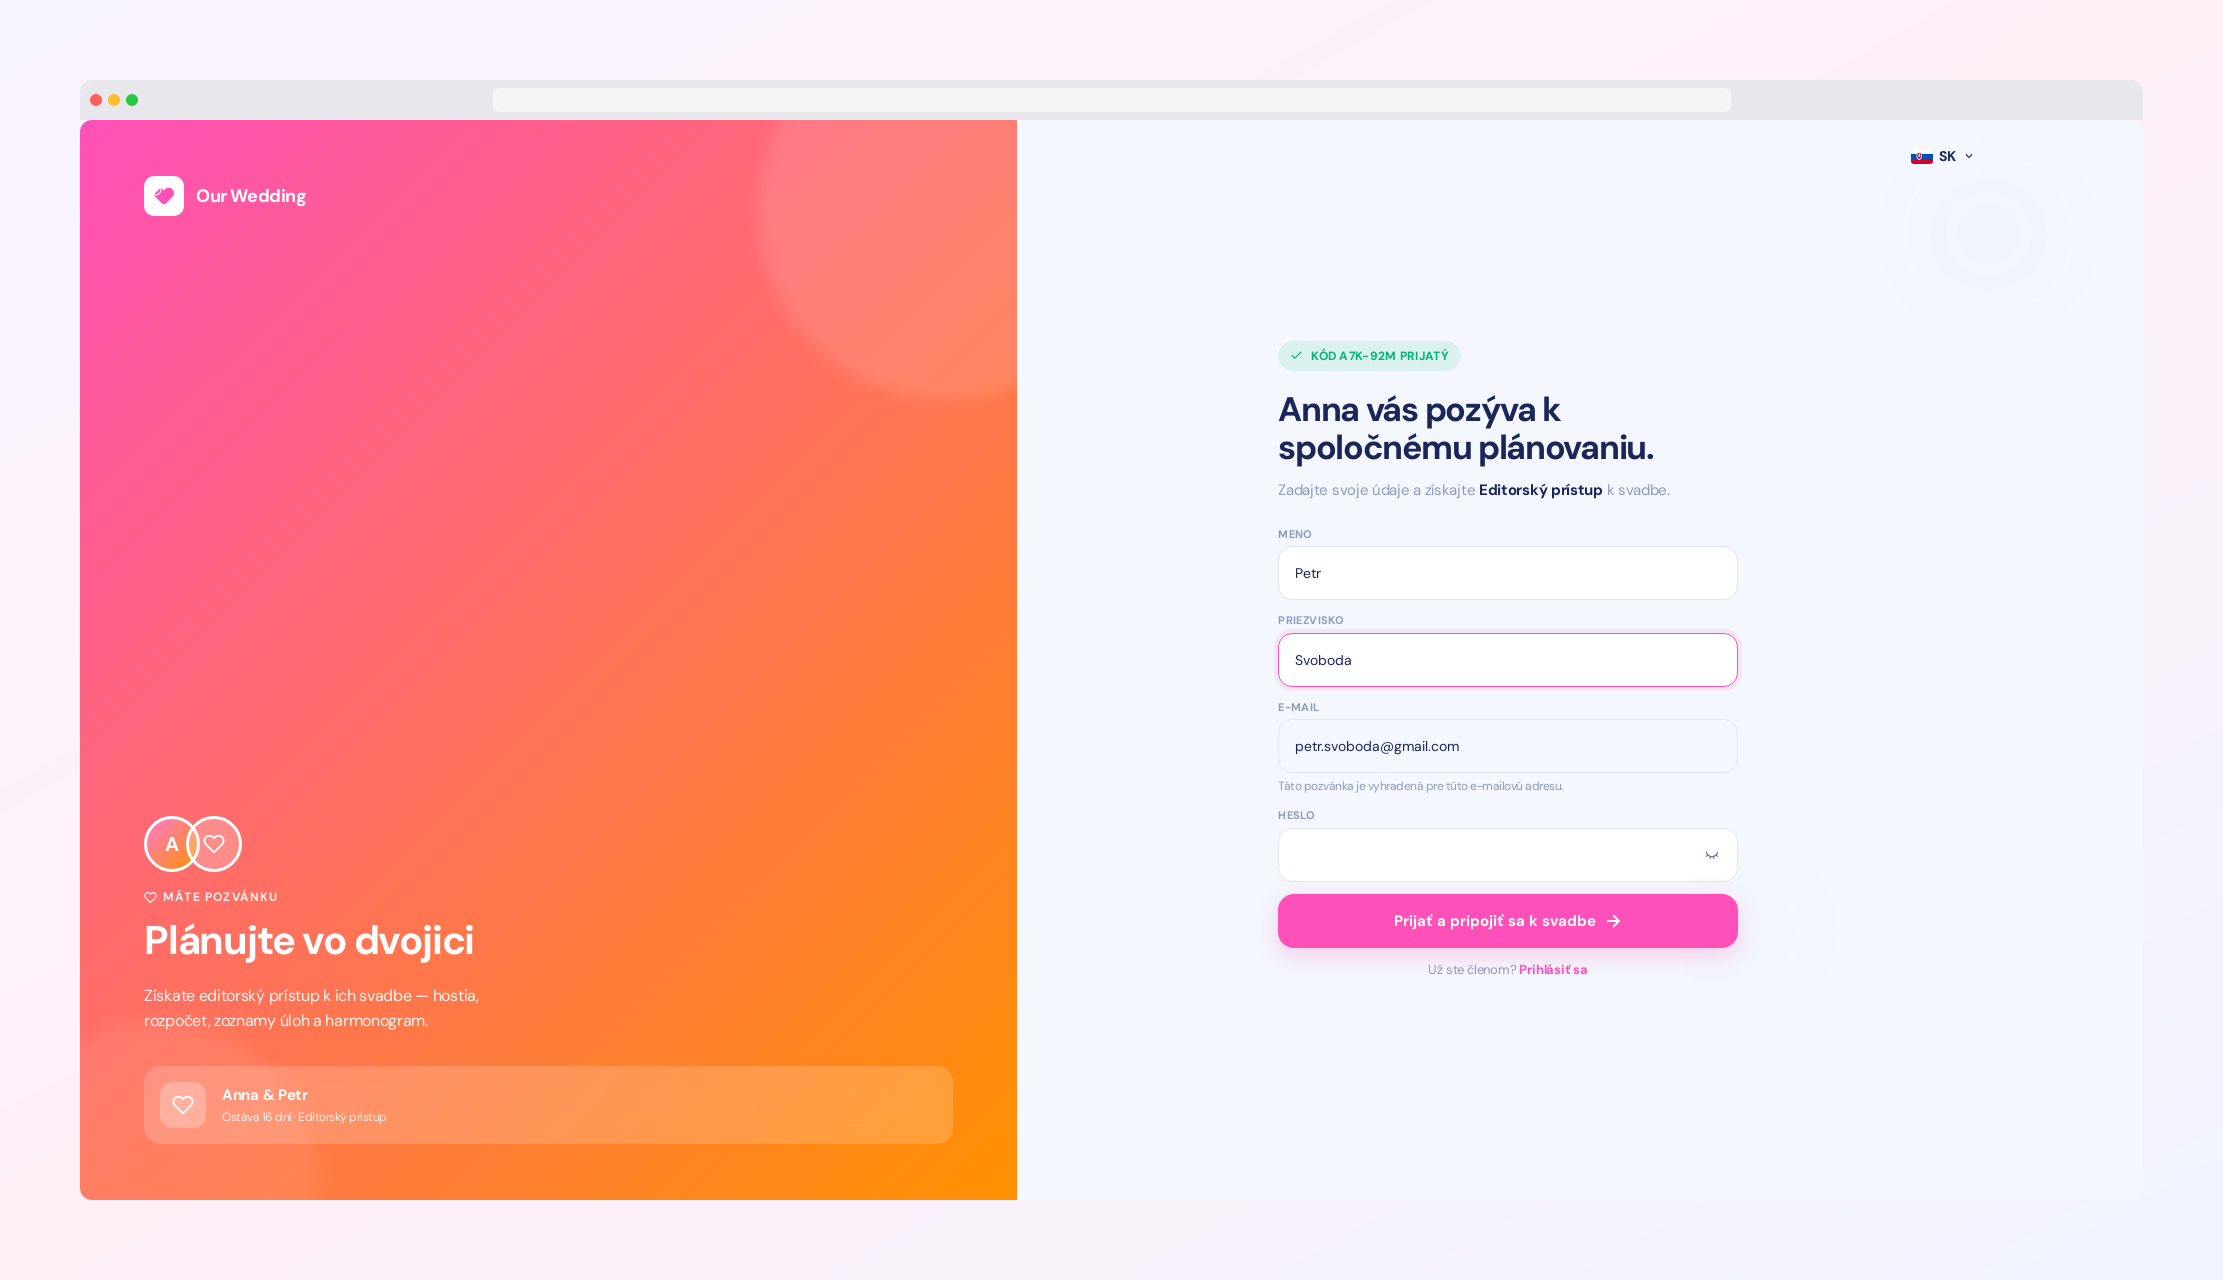 Our Wedding
A
MÁTE POZVÁNKU
Plánujte vo dvojici
Získate editorský prístup k ich svadbe — hostia,
rozpočet, zoznamy úloh a harmonogram.
Anna & Petr
Ostáva 16 dní · Editorský prístup
SK
KÓD A7K-92M PRIJATÝ
Anna vás pozýva k
spoločnému plánovaniu.
Zadajte svoje údaje a získajte Editorský prístup k svadbe.
MENO
Petr
PRIEZVISKO
Svoboda
E-MAIL
petr.svoboda@gmail.com
Táto pozvánka je vyhradená pre túto e-mailovú adresu.
HESLO
Prijať a pripojiť sa k svadbe
Už ste členom? Prihlásiť sa